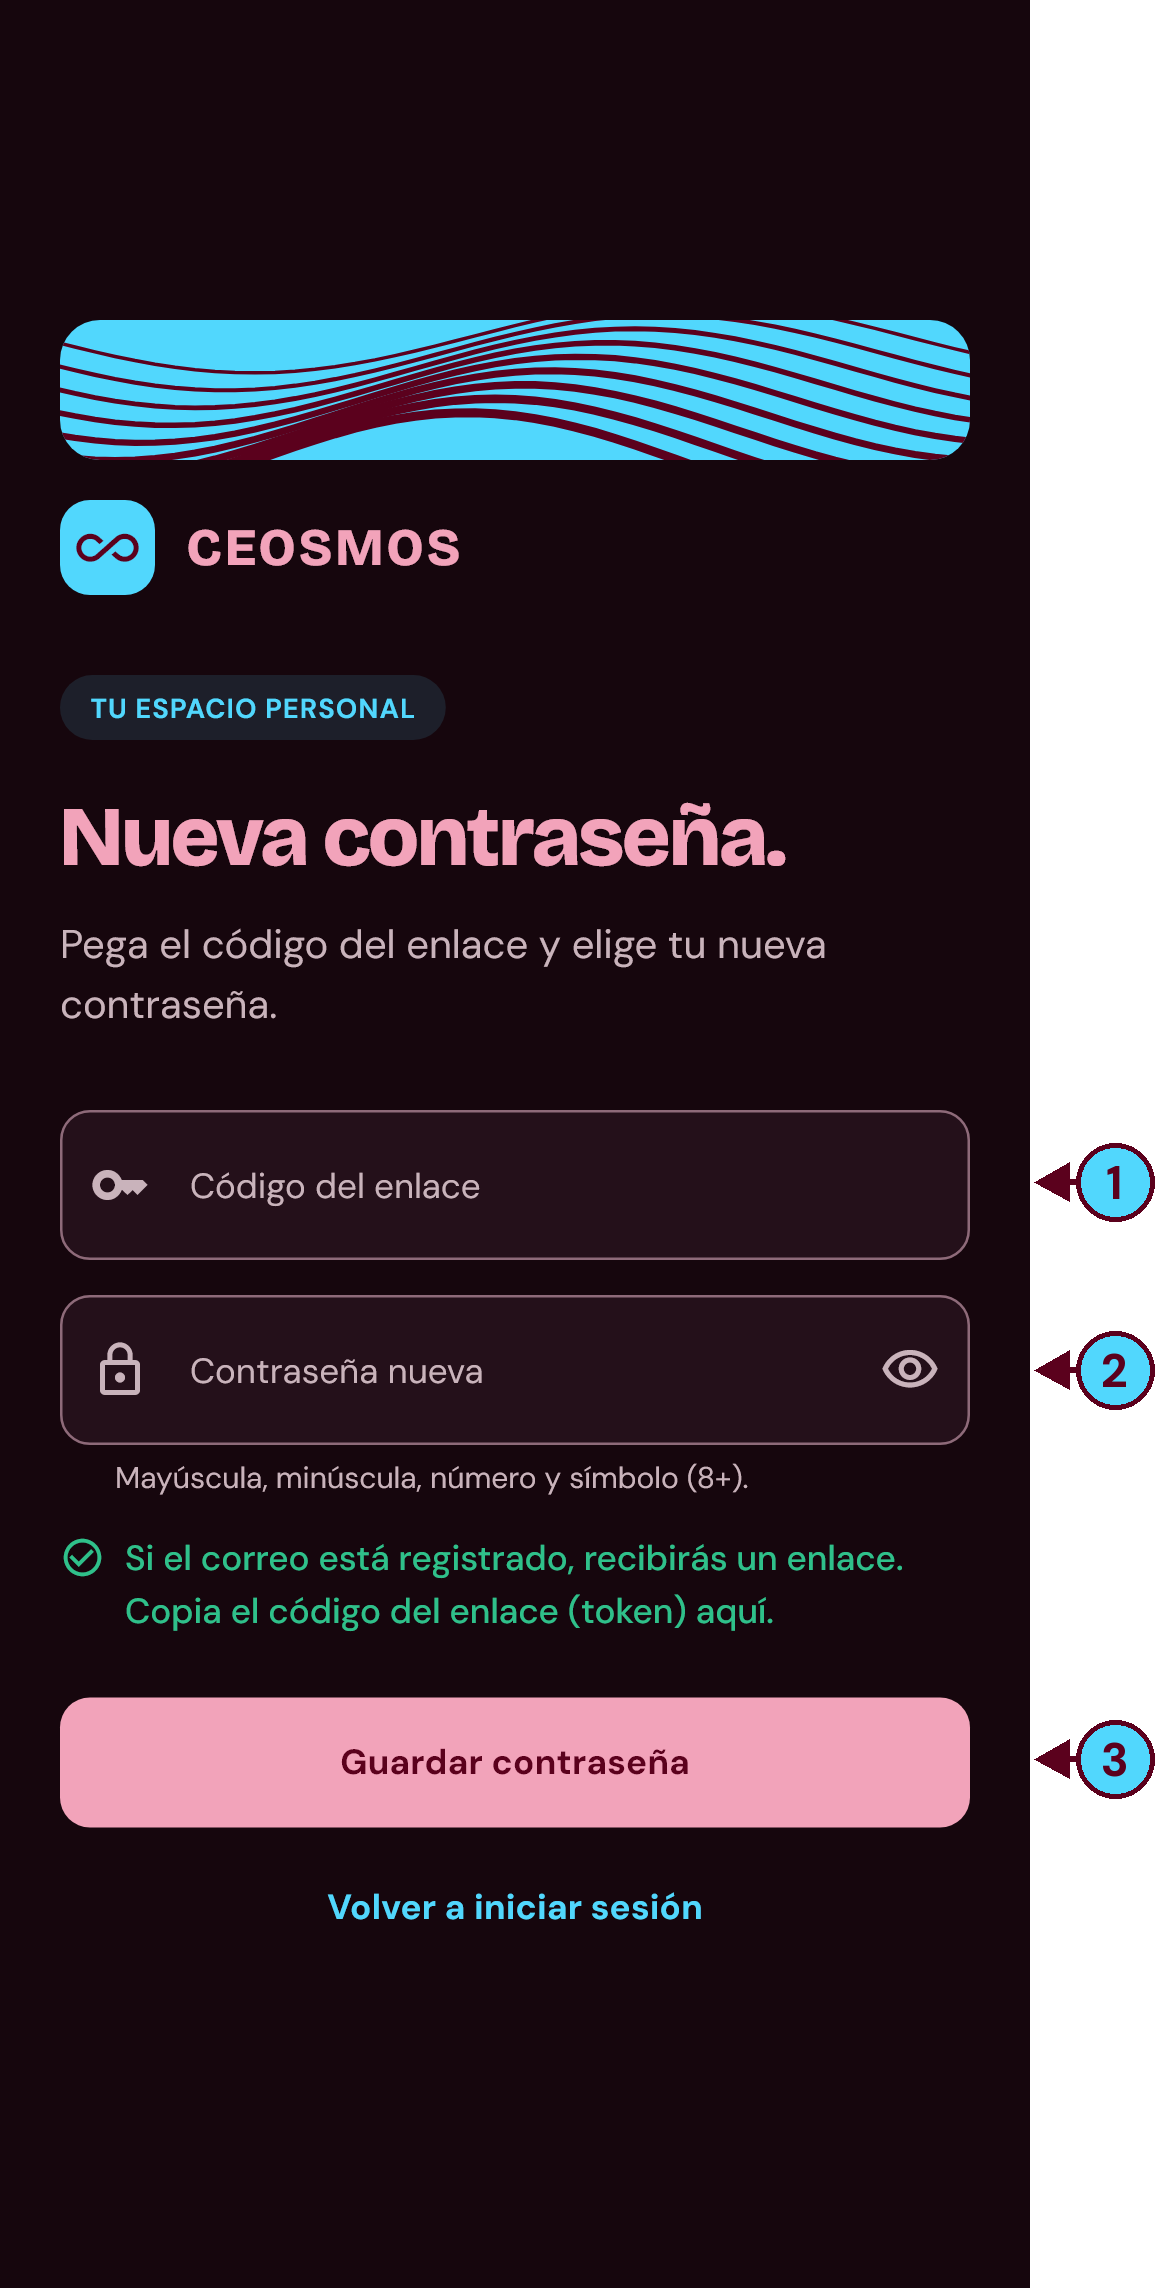 CEOSMOS
TU ESPACIO PERSONAL
Nueva contraseña.
Pega el código del enlace y elige tu nueva
contraseña.
Código del enlace
1
Contraseña nueva
2
Mayúscula, minúscula, número y símbolo (8+).
Si el correo está registrado, recibirás un enlace.
Copia el código del enlace (token) aquí.
Guardar contraseña
3
Volver a iniciar sesión